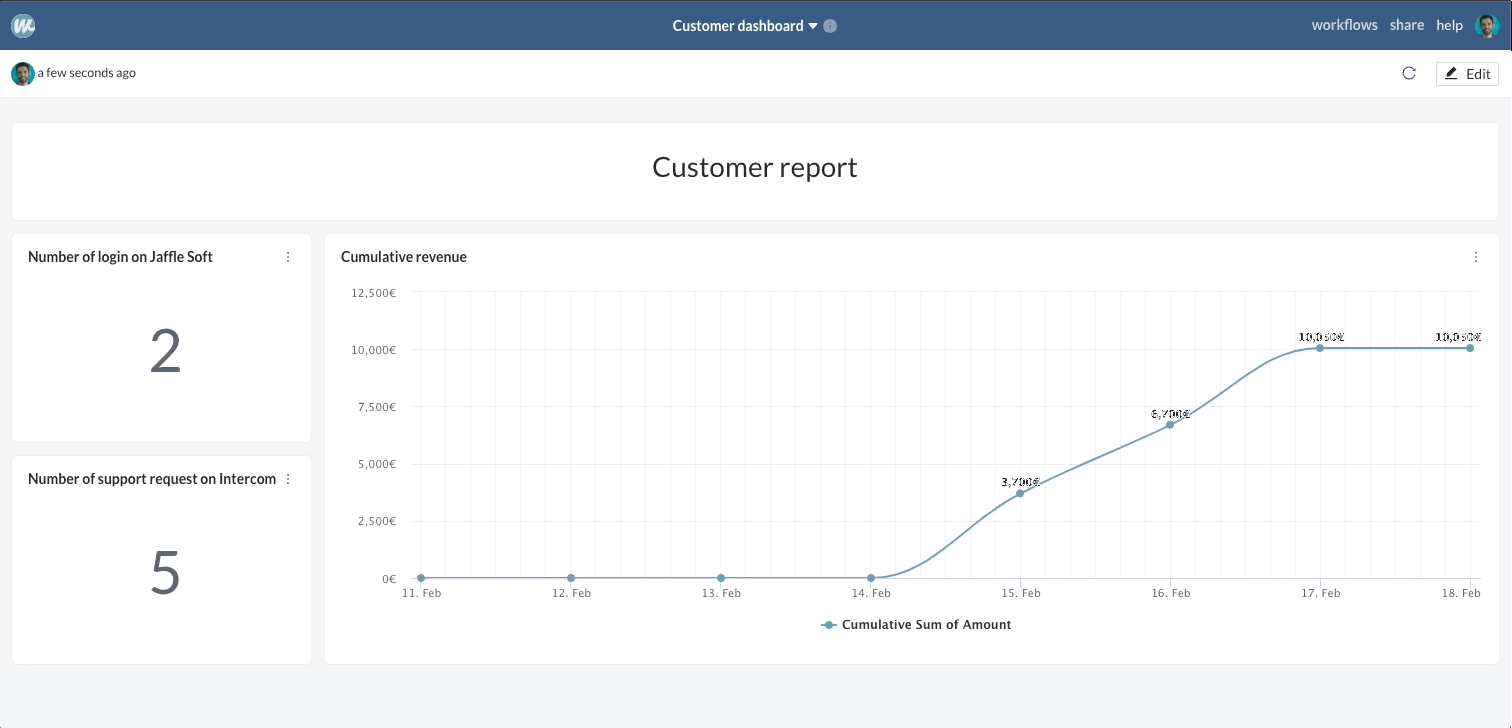 Customer dashboard
workflows share help
a few seconds ago
Edit
Customer report
Number of login on Jaffle Soft
2
Number of support request on Intercom
5
Cumulative revenue
12,500€
10,000€
7,500€
5,000€
2,500€
0€
3,700€
6,700€
10,050€
10,050€
11. Feb
12. Feb
13. Feb
14. Feb
15. Feb
16. Feb
17. Feb
18. Feb
Cumulative Sum of Amount